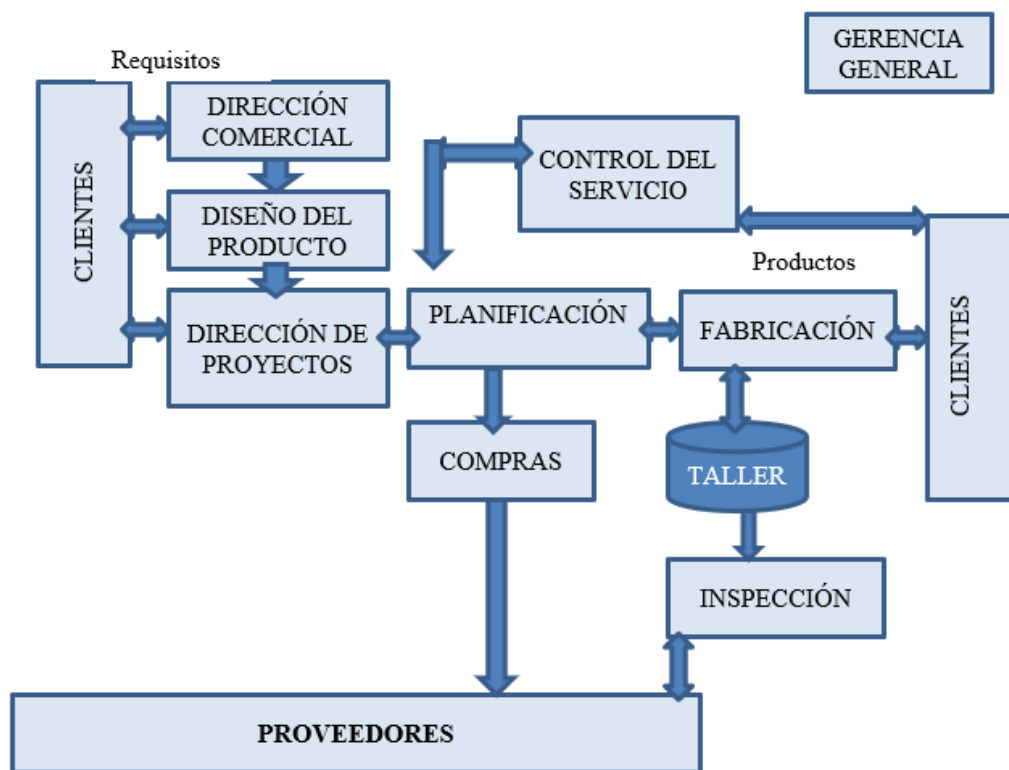 GERENCIA
GENERAL
Requisitos
CLIENTES
DIRECCIÓN
COMERCIAL
CONTROL DEL
SERVICIO
DISEÑO DEL
PRODUCTO
Productos
CLIENTES
DIRECCIÓN DE
PROYECTOS
PLANIFICACIÓN
FABRICACIÓN
COMPRAS
TALLER
INSPECCIÓN
PROVEEDORES